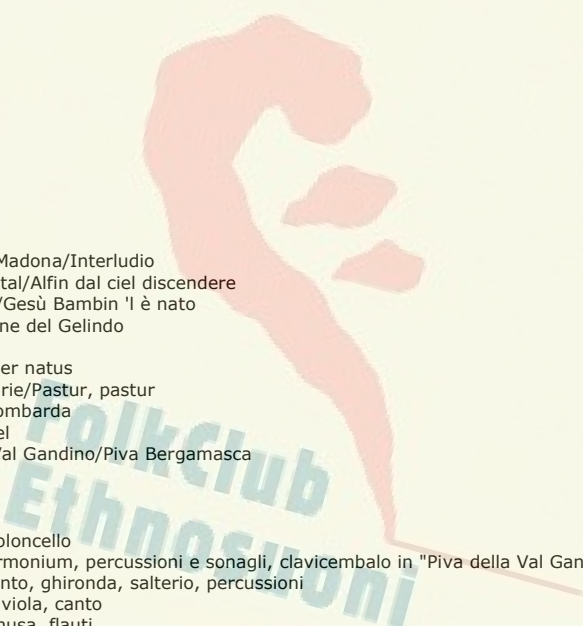 Madona/Interludio
tal/Alfin dal ciel discendere
/Gesù Bambin 'l è nato
ne del Gelindo
er natus
rie/Pastur, pastur
ombarda
el
Val Gandino/Piva Bergamasca
FolkClub
Ethnosuoni
oloncello
rmonium, percussioni e sonagli, clavicembalo in "Piva della Val Gan
nto, ghironda, salterio, percussioni
viola, canto
usa, flauti